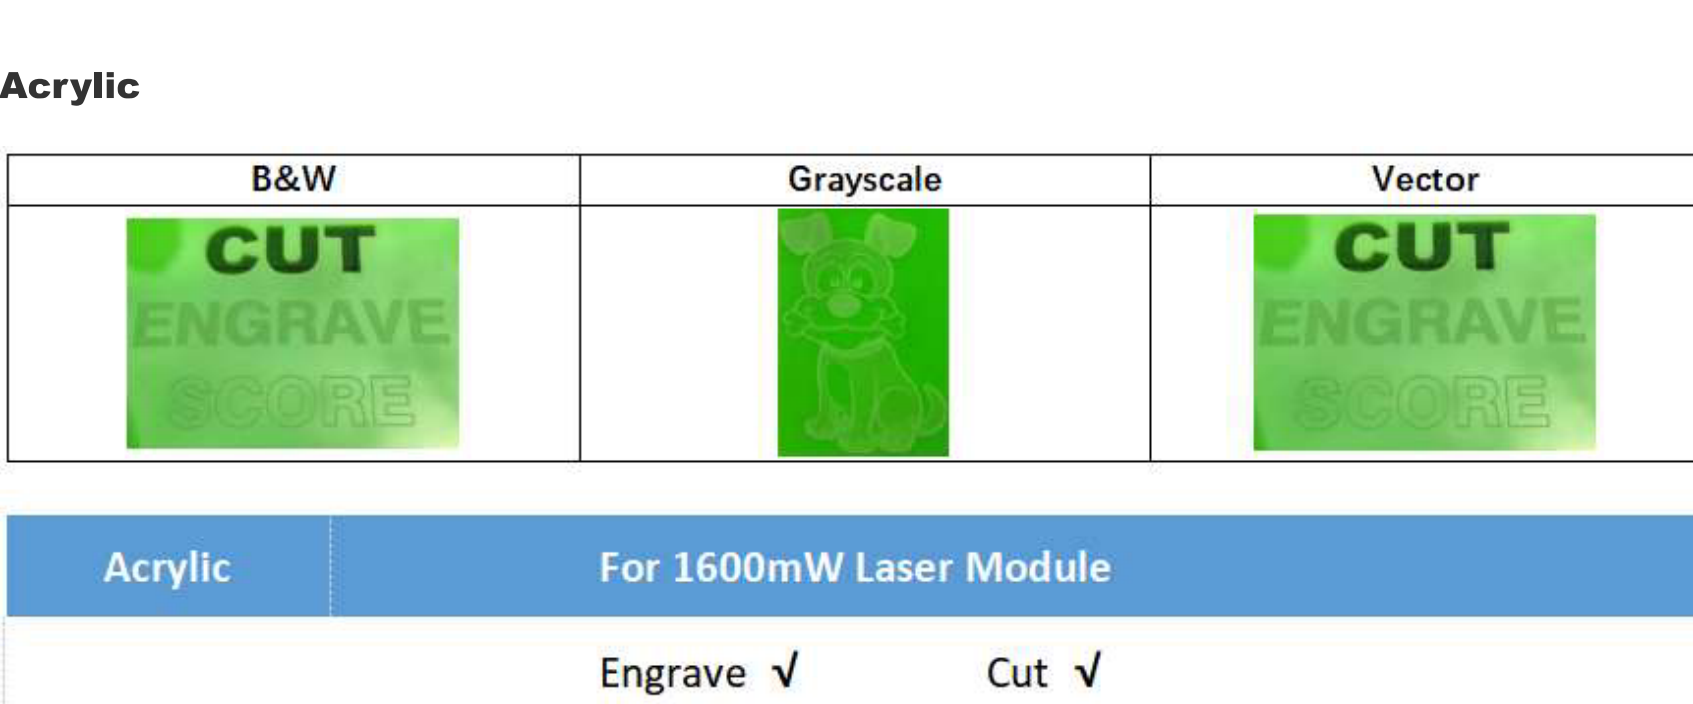 Acrylic
B&W Grayscale Vector
CUT CUT
ENGRAVE ENGRAVE
SCORE SCORE
Acrylic For 1600mW Laser Module
Engrave √ Cut √